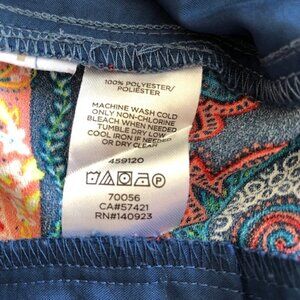 100% POLYESTER/
POLIÉSTER
MACHINE WASH COLD
ONLY NON-CHLORINE
BLEACH WHEN NEEDED
TUMBLE DRY LOW
COOL IRON IF NEEDED
OR DRY CLEAN
459120
70056
CA#57421
RN#140923